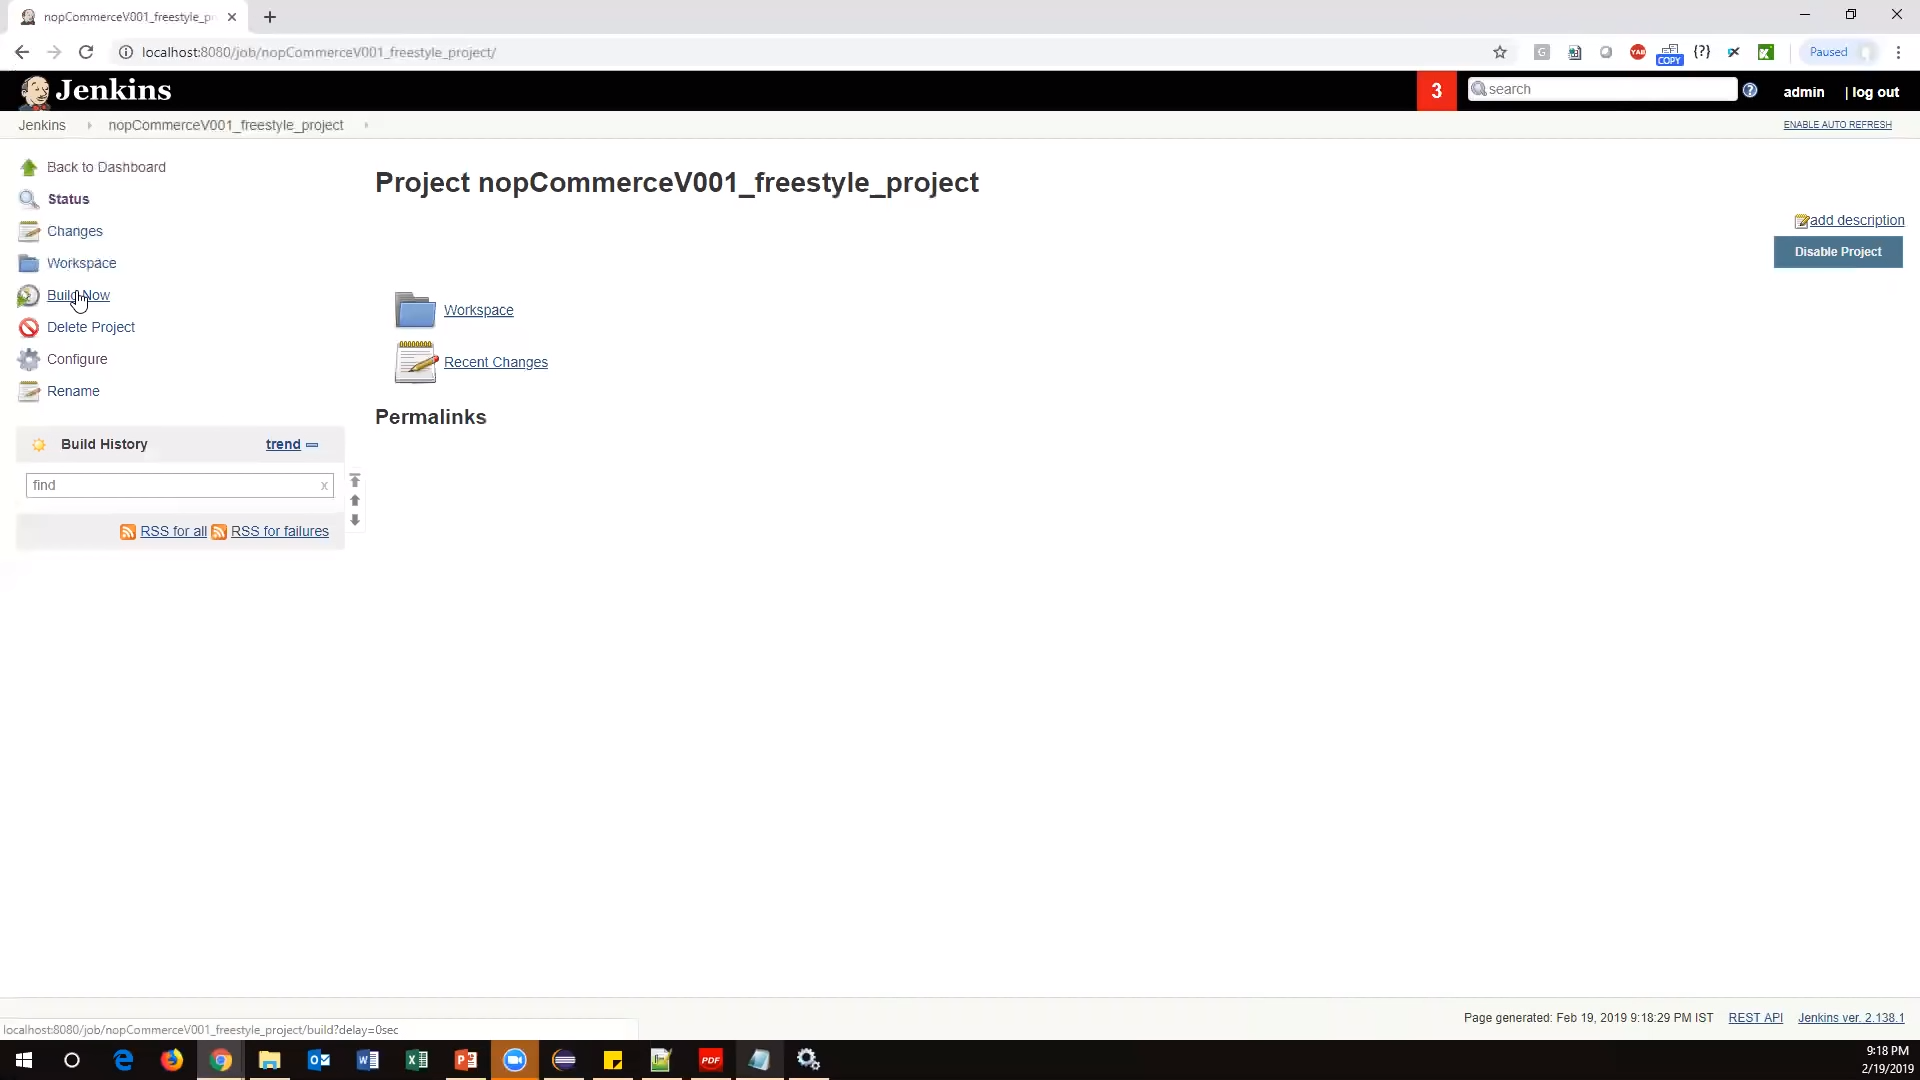 nopCommerceV001_freestyle_pr
localhost:8080/job/nopCommerceV001_freestyle_project/
COPY
Paused
Jenkins
3
search
admin
| log out
Jenkins
nopCommerceV001_freestyle_project
ENABLE AUTO REFRESH
Back to Dashboard
Status
Changes
Workspace
Build Now
Delete Project
Configure
Rename
Build History
trend
find
x
RSS for all
RSS for failures
Project nopCommerceV001_freestyle_project
add description
Disable Project
Workspace
Recent Changes
Permalinks
Page generated: Feb 19, 2019 9:18:29 PM IST
REST API
Jenkins ver. 2.138.1
localhost:8080/job/nopCommerceV001_freestyle_project/build?delay=0sec
PDF
9:18 PM
2/19/2019